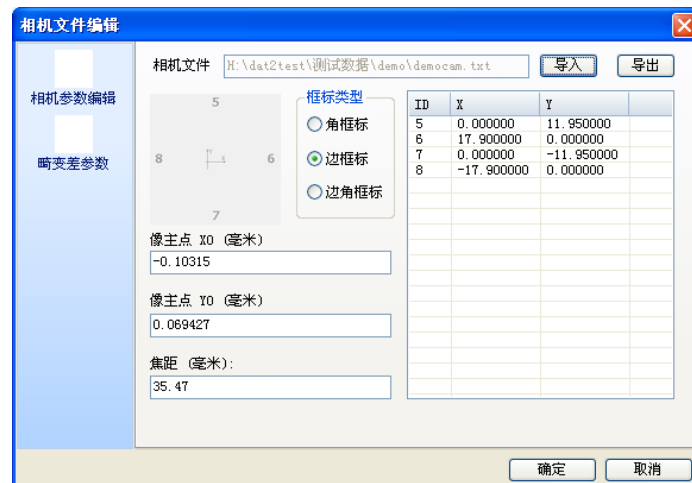 相机文件编辑
相机参数编辑
畸变差参数
相机文件 H:\dat2test\测试数据\demo\democam.txt 导入 导出
5
8 6
7
框标类型
角框标
边框标
边角框标
ID X Y
5 0.000000 11.950000
6 17.900000 0.000000
7 0.000000 -11.950000
8 -17.900000 0.000000
像主点 X0 (毫米)
-0.10315
像主点 Y0 (毫米)
0.069427
焦距 (毫米):
35.47
确定 取消